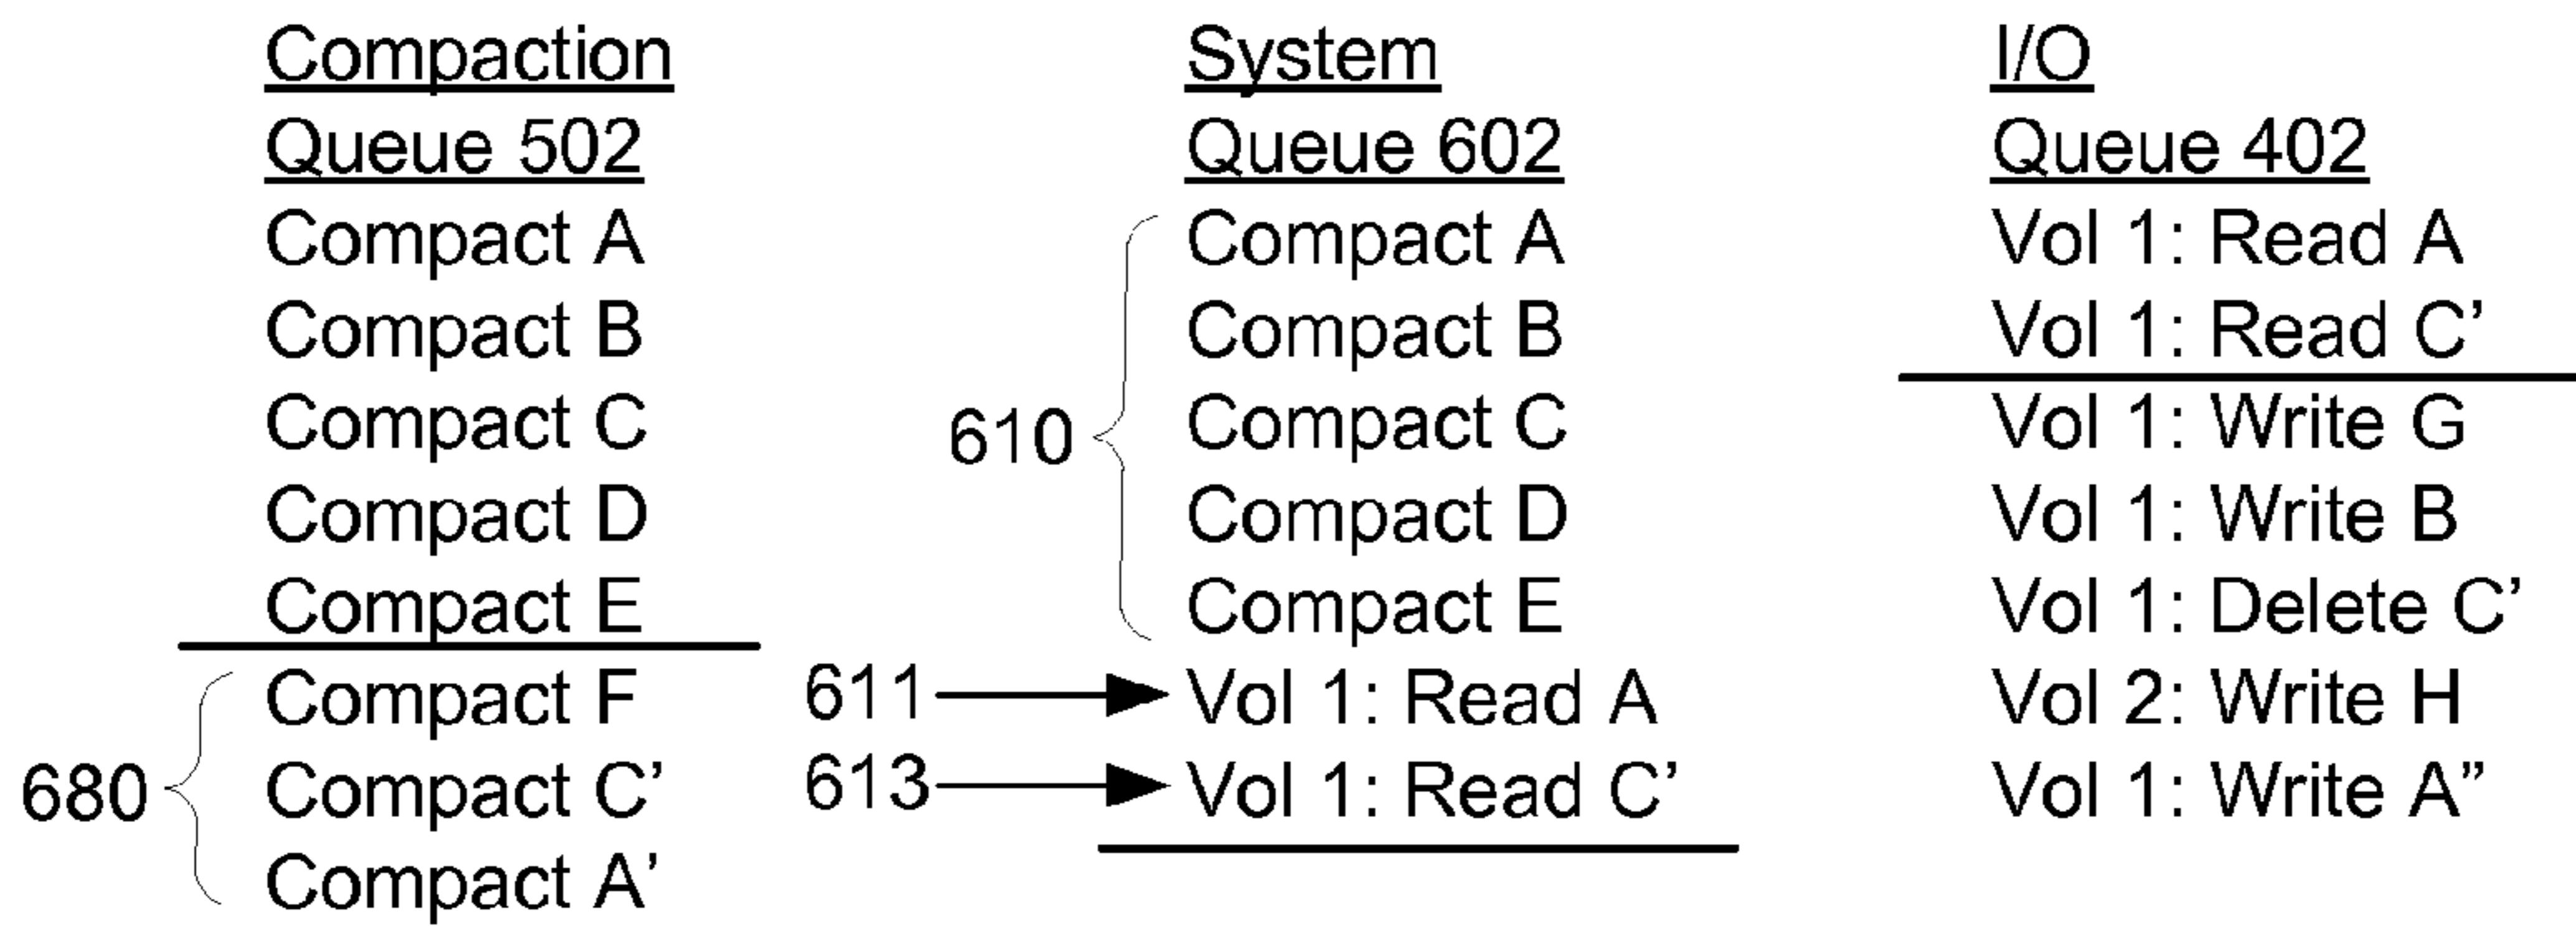 Compaction
Queue 502
Compact A
Compact B
Compact C
Compact D
Compact E
Compact F
Compact C’
Compact A’
680
System
Queue 602
Compact A
Compact B
Compact C
Compact D
Compact E
610
611 Vol 1: Read A
613 Vol 1: Read C’
I/O
Queue 402
Vol 1: Read A
Vol 1: Read C’
Vol 1: Write G
Vol 1: Write B
Vol 1: Delete C’
Vol 2: Write H
Vol 1: Write A”